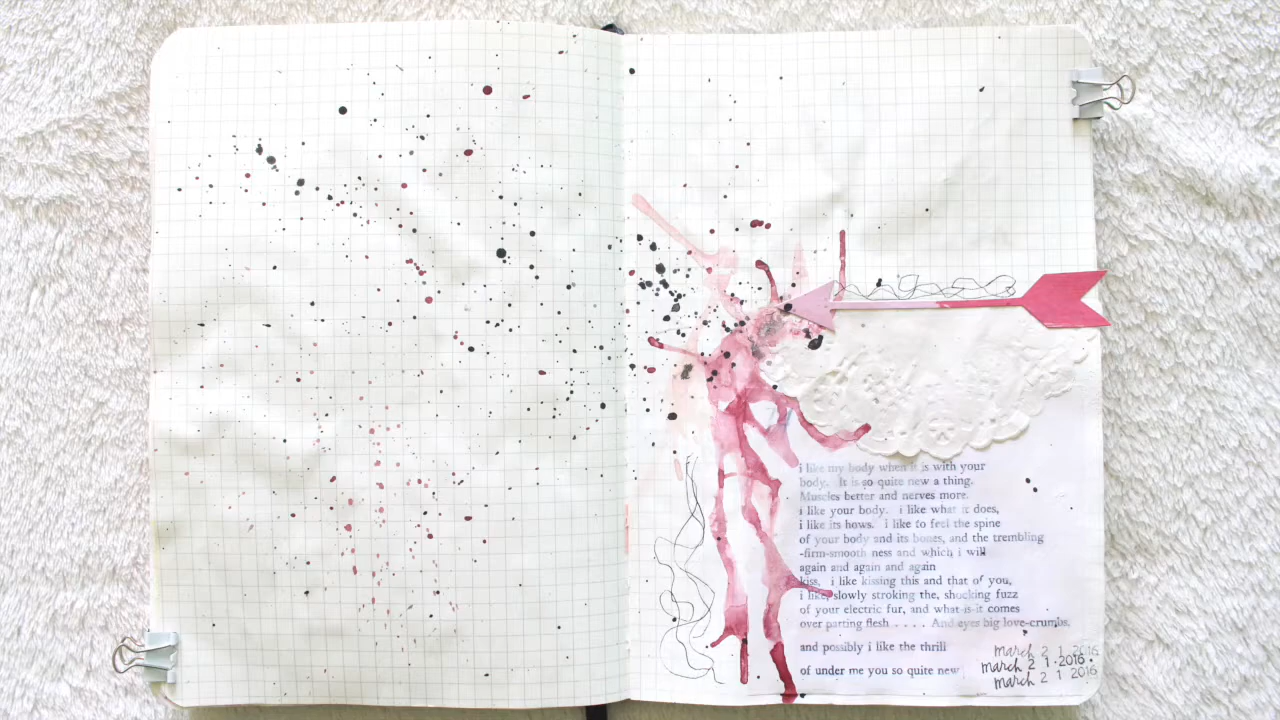 i like my body when it is with your
body. It is so quite new a thing.
Muscles better and nerves more.
i like your body. i like what it does,
i like its hows. i like to feel the spine
of your body and its bones, and the trembling
-firm-smooth ness and which i will
again and again and again
kiss, i like kissing this and that of you,
i like, slowly stroking the, shocking fuzz
of your electric fur, and what-is-it comes
over parting flesh . . . . And eyes big love-crumbs,
and possibly i like the thrill
of under me you so quite new
march 2 1 2016
march 2 1 · 2016 ·
march 2 1 2016